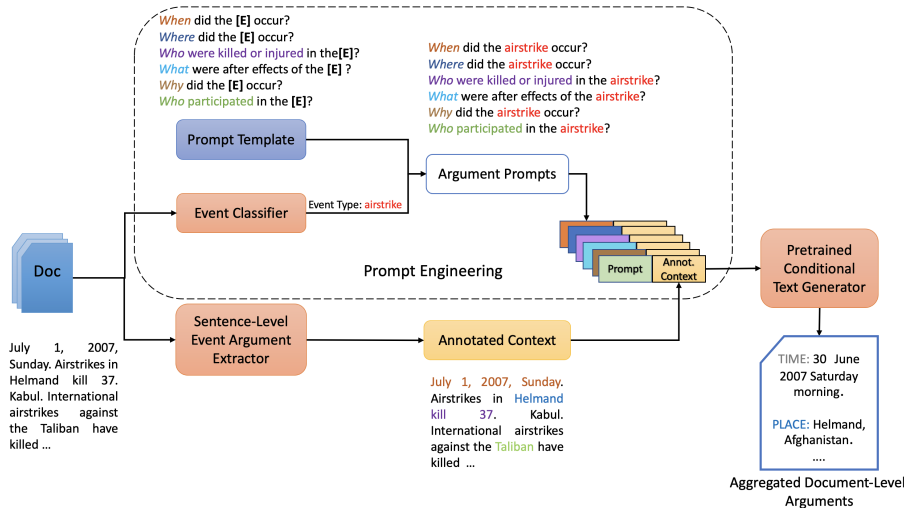 When did the [E] occur?
Where did the [E] occur?
Who were killed or injured in the[E]?
What were after effects of the [E] ?
Why did the [E] occur?
Who participated in the [E]?
When did the airstrike occur?
Where did the airstrike occur?
Who were killed or injured in the airstrike?
What were after effects of the airstrike?
Why did the airstrike occur?
Who participated in the airstrike?
Prompt Template
Argument Prompts
Event Classifier
Event Type: airstrike
Doc
Prompt Engineering
Prompt
Annot.
Context
Pretrained
Conditional
Text Generator
Sentence-Level
Event Argument
Extractor
Annotated Context
July 1, 2007,
Sunday. Airstrikes in
Helmand kill 37.
Kabul. International
airstrikes against
the Taliban have
killed ...
July 1, 2007, Sunday.
Airstrikes in Helmand
kill 37. Kabul.
International airstrikes
against the Taliban have
killed ...
TIME: 30 June
2007 Saturday
morning.
PLACE: Helmand,
Afghanistan.
....
Aggregated Document-Level
Arguments